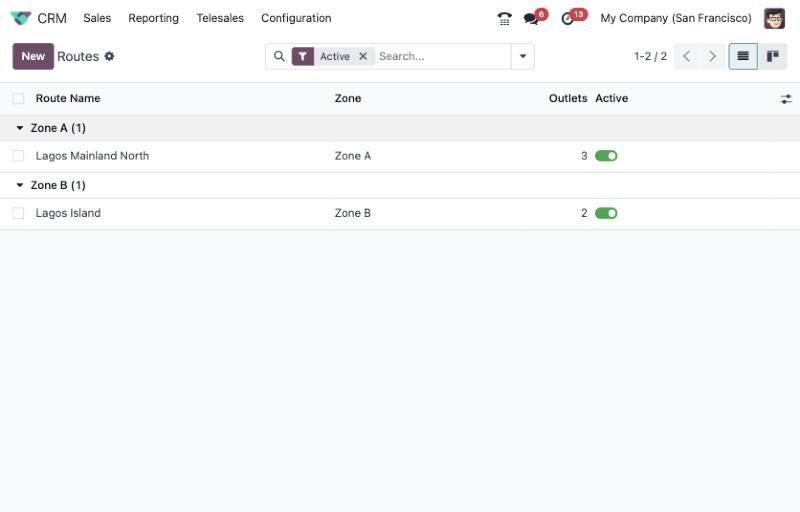 CRM Sales Reporting Telesales Configuration 6 13 My Company (San Francisco)
New Routes Active Search... 1-2 / 2
Route Name Zone Outlets Active
Zone A (1)
Lagos Mainland North Zone A 3
Zone B (1)
Lagos Island Zone B 2